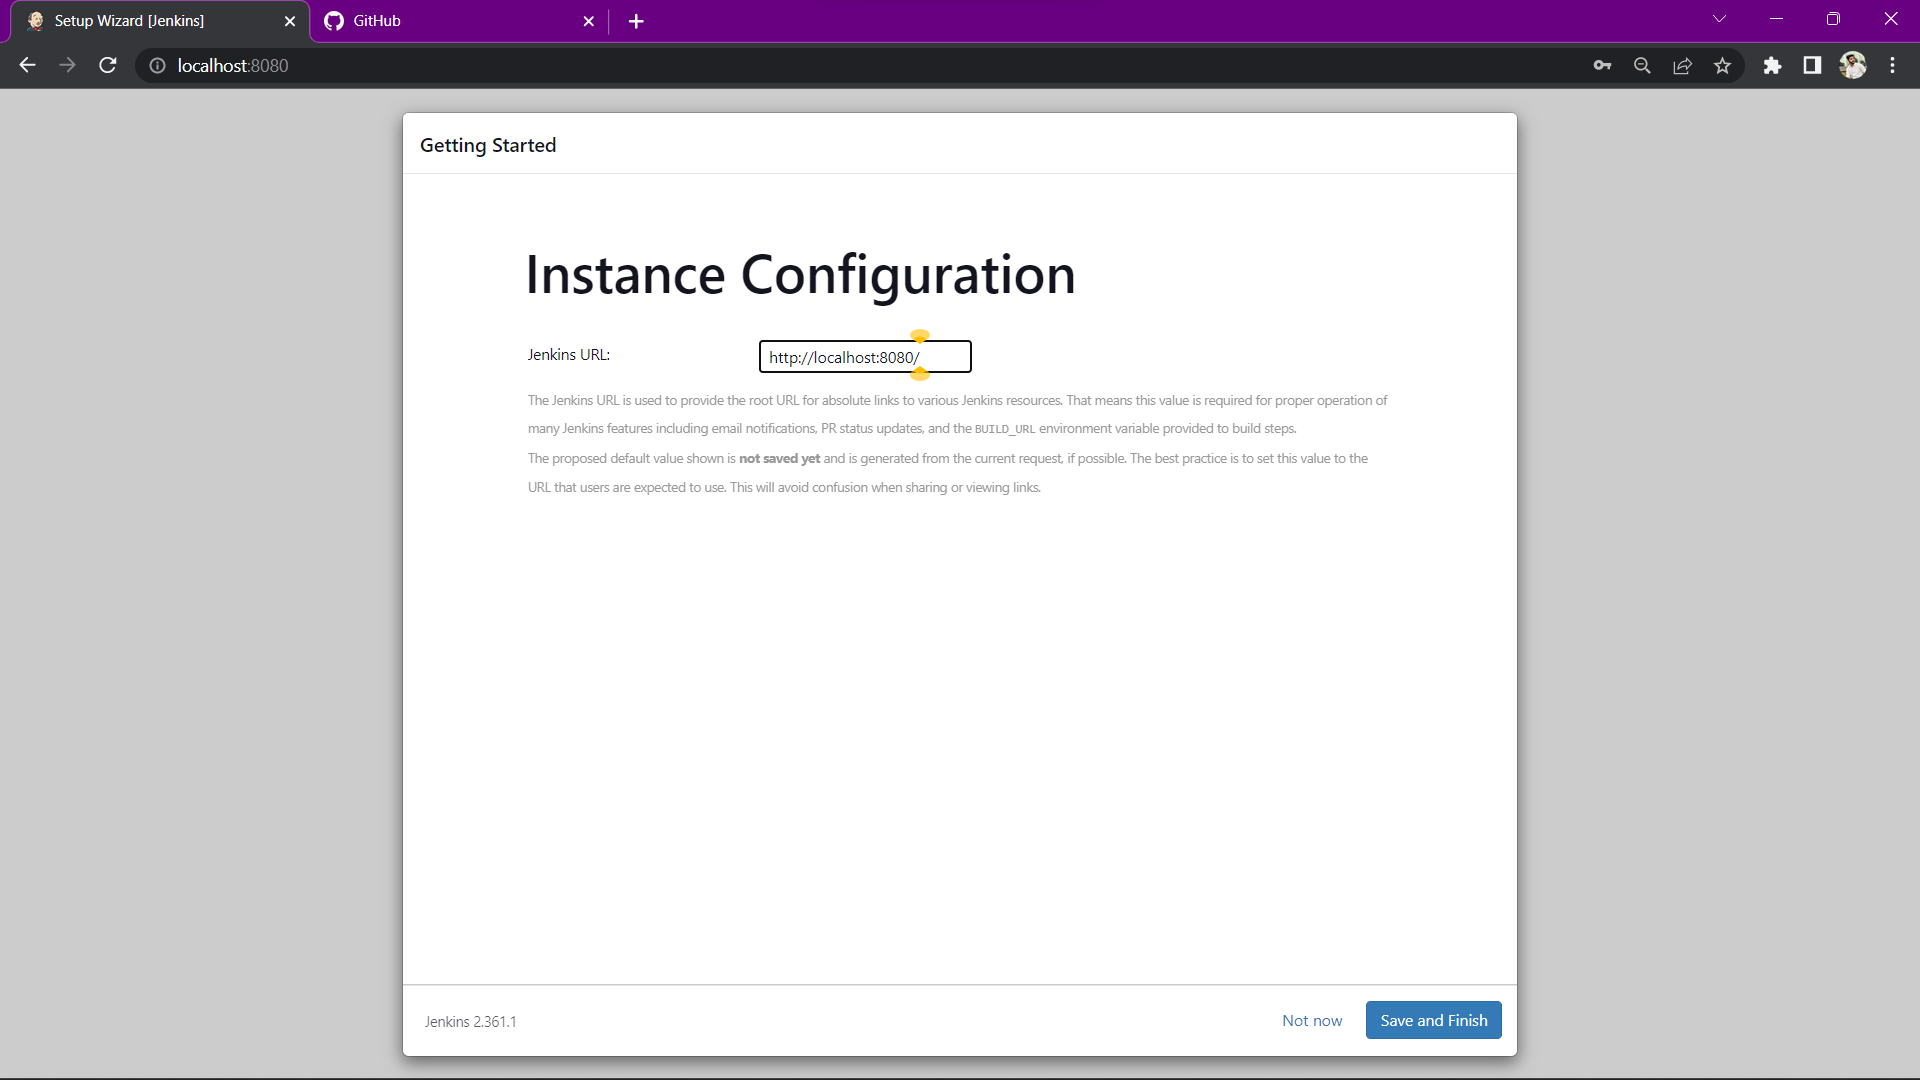 Setup Wizard [Jenkins]
GitHub
localhost:8080
Getting Started
Instance Configuration
Jenkins URL:
http://localhost:8080/
The Jenkins URL is used to provide the root URL for absolute links to various Jenkins resources. That means this value is required for proper operation of
many Jenkins features including email notifications, PR status updates, and the BUILD_URL environment variable provided to build steps.
The proposed default value shown is not saved yet and is generated from the current request, if possible. The best practice is to set this value to the
URL that users are expected to use. This will avoid confusion when sharing or viewing links.
Jenkins 2.361.1
Not now
Save and Finish